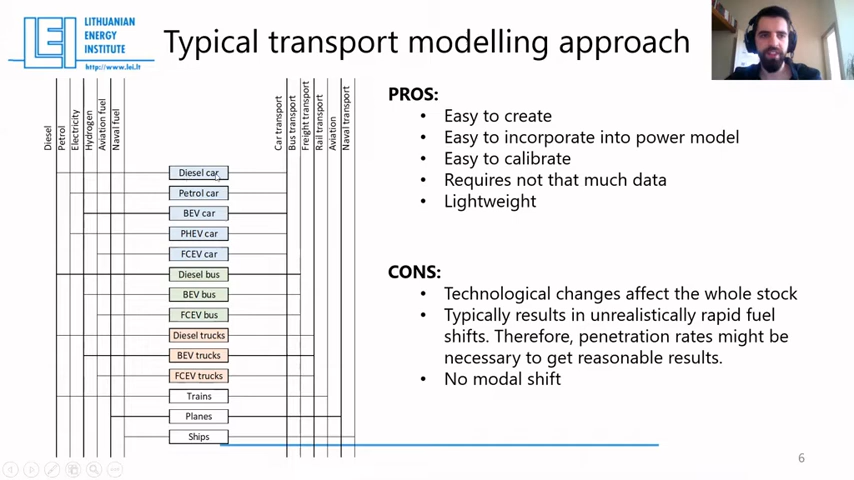 LITHUANIAN
ENERGY
INSTITUTE
LEI
http://www.lei.lt
Typical transport modelling approach
Diesel
Petrol
Electricity
Hydrogen
Aviation fuel
Naval fuel
Car transport
Bus transport
Freight transport
Rail transport
Aviation
Naval transport
Diesel car
Petrol car
BEV car
PHEV car
FCEV car
Diesel bus
BEV bus
FCEV bus
Diesel trucks
BEV trucks
FCEV trucks
Trains
Planes
Ships
PROS:
• Easy to create
• Easy to incorporate into power model
• Easy to calibrate
• Requires not that much data
• Lightweight
CONS:
• Technological changes affect the whole stock
• Typically results in unrealistically rapid fuel
shifts. Therefore, penetration rates might be
necessary to get reasonable results.
• No modal shift
6